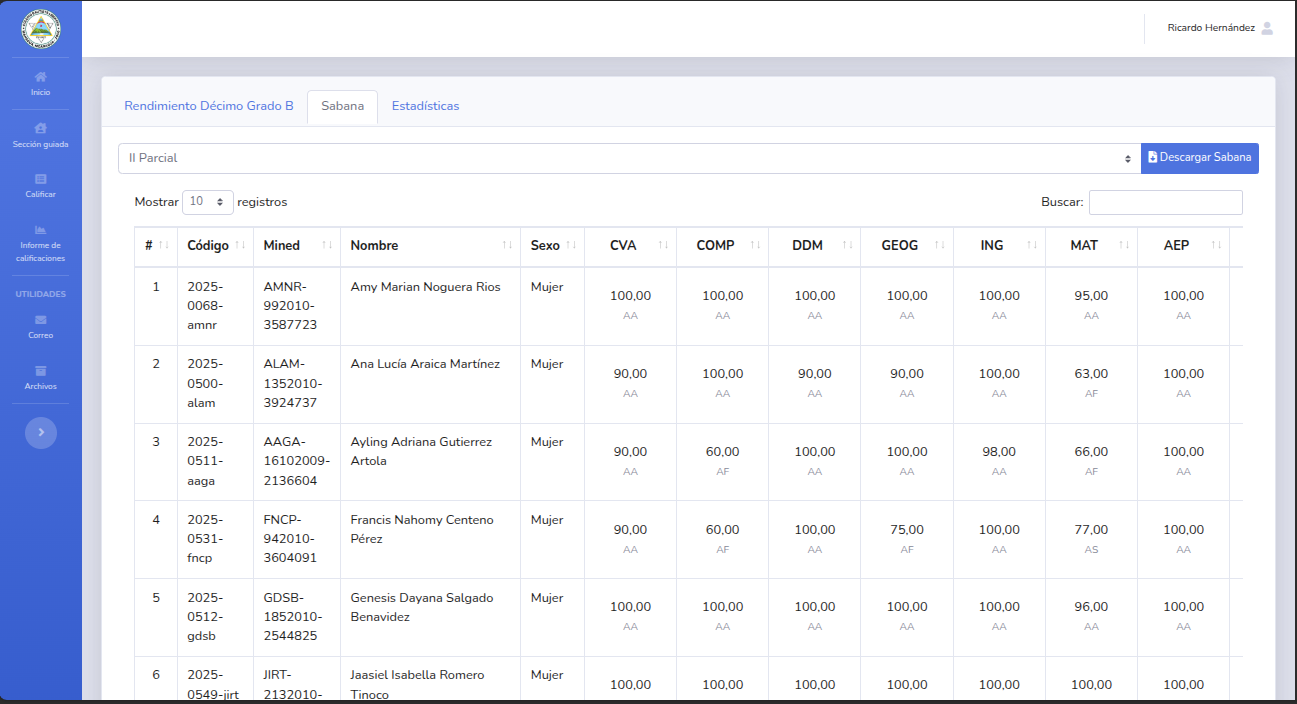 Ricardo Hernández
Inicio
Sección guiada
Calificar
Informe de
calificaciones
UTILIDADES
Correo
Archivos
Rendimiento Décimo Grado B Sabana Estadísticas
II Parcial Descargar Sabana
Mostrar 10 registros Buscar:
# Código Mined Nombre Sexo CVA COMP DDM GEOG ING MAT AEP
1 2025- AMNR- Amy Marian Noguera Rios Mujer 100,00 100,00 100,00 100,00 100,00 95,00 100,00
0068- 992010- AA AA AA AA AA AA AA
amnr 3587723
2 2025- ALAM- Ana Lucía Araica Martínez Mujer 90,00 100,00 90,00 90,00 100,00 63,00 100,00
0500- 1352010- AA AA AA AA AA AF AA
alam 3924737
3 2025- AAGA- Ayling Adriana Gutierrez Mujer 90,00 60,00 100,00 100,00 98,00 66,00 100,00
0511- 16102009- Artola AA AF AA AA AA AF AA
aaga 2136604
4 2025- FNCP- Francis Nahomy Centeno Mujer 90,00 60,00 100,00 75,00 100,00 77,00 100,00
0531- 942010- Pérez AA AF AA AF AA AS AA
fncp 3604091
5 2025- GDSB- Genesis Dayana Salgado Mujer 100,00 100,00 100,00 100,00 100,00 96,00 100,00
0512- 1852010- Benavidez AA AA AA AA AA AA AA
gdsb 2544825
6 2025- JIRT- Jaasiel Isabella Romero Mujer 100,00 100,00 100,00 100,00 100,00 100,00 100,00
0549-jirt 2132010- Tinoco